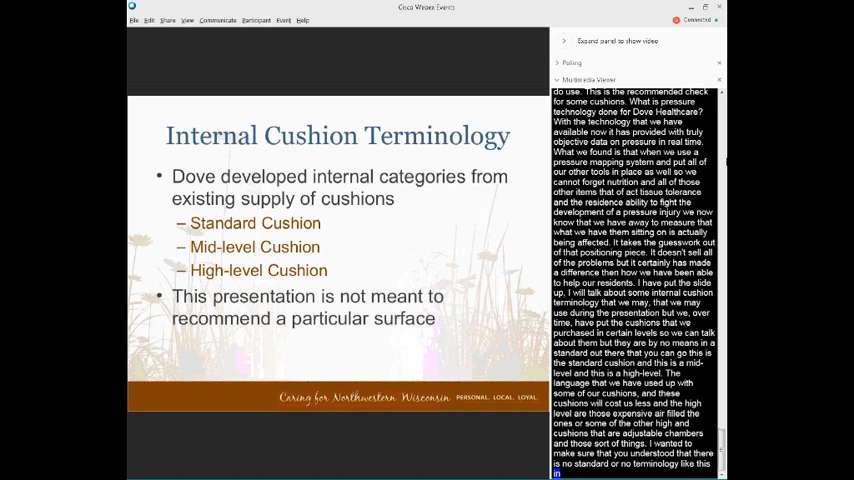 Cisco Webex Events
File Edit Share View Communicate Participant Event Help
Connected
Expand panel to show video
Polling
Multimedia Viewer
Internal Cushion Terminology
• Dove developed internal categories from
existing supply of cushions
– Standard Cushion
– Mid-level Cushion
– High-level Cushion
• This presentation is not meant to
recommend a particular surface
Caring for Northwestern Wisconsin PERSONAL. LOCAL. LOYAL.
do use. This is the recommended check
for some cushions. What is pressure
technology done for Dove Healthcare?
With the technology that we have
available now it has provided with truly
objective data on pressure in real time.
What we found is that when we use a
pressure mapping system and put all of
our other tools in place as well so we
cannot forget nutrition and all of those
other items that of act tissue tolerance
and the residence ability to fight the
development of a pressure injury we now
know that we have away to measure that
what we have them sitting on is actually
being affected. It takes the guesswork out
of that positioning piece. It doesn't sell all
of the problems but it certainly has made
a difference then how we have been able
to help our residents. I have put the slide
up, I will talk about some internal cushion
terminology that we may, that we may
use during the presentation but we, over
time, have put the cushions that we
purchased in certain levels so we can talk
about them but they are by no means in a
standard out there that you can go this is
the standard cushion and this is a mid-
level and this is a high-level. The
language that we have used up with
some of our cushions, and these
cushions will cost us less and the high
level are those expensive air filled the
ones or some of the other high and
cushions that are adjustable chambers
and those sort of things. I wanted to
make sure that you understood that there
is no standard or no terminology like this
in